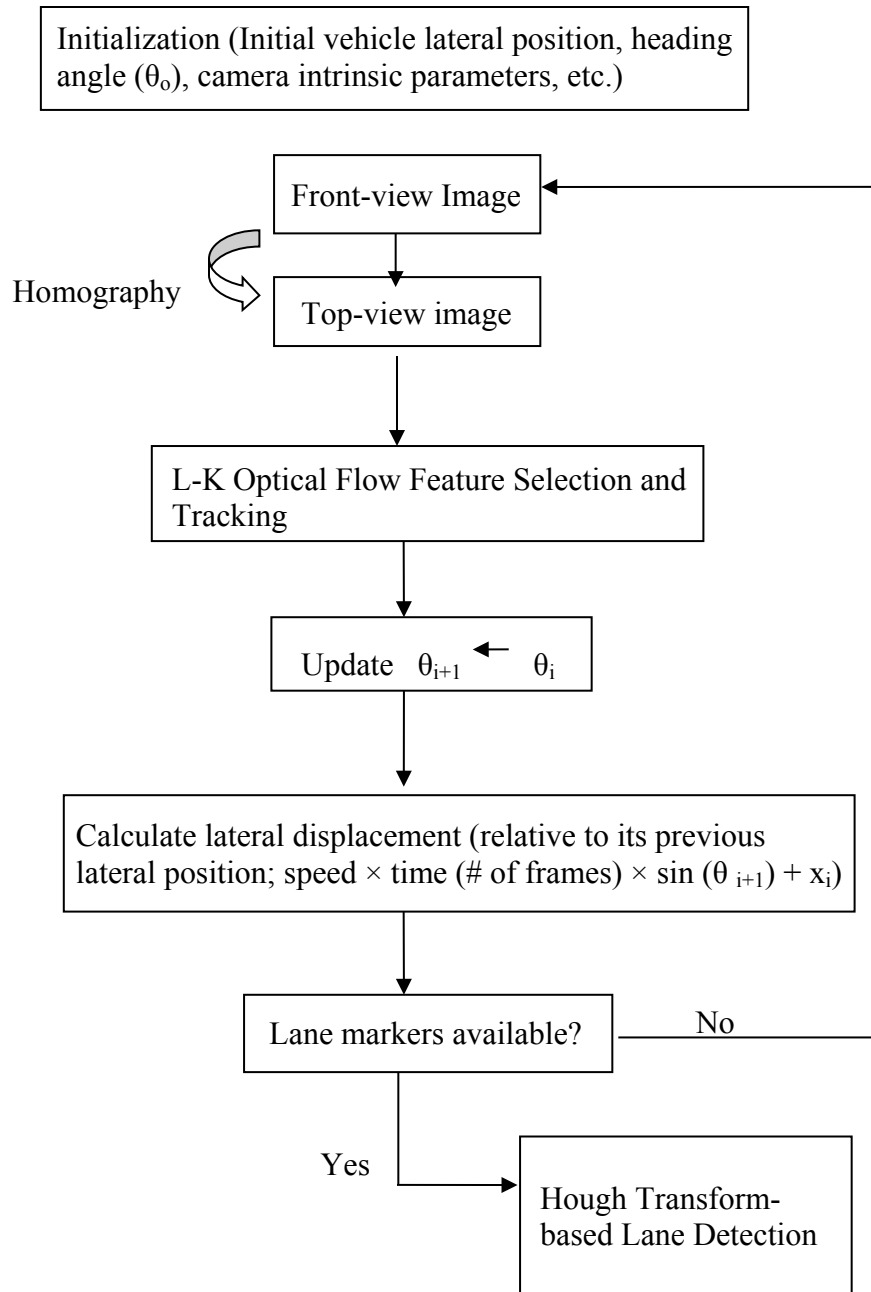 Initialization (Initial vehicle lateral position, heading
angle (θₒ), camera intrinsic parameters, etc.)
Front-view Image
Homography
Top-view image
L-K Optical Flow Feature Selection and
Tracking
Update θᵢ₊₁ ← θᵢ
Calculate lateral displacement (relative to its previous
lateral position; speed × time (# of frames) × sin (θ ᵢ₊₁) + xᵢ)
Lane markers available?
No
Yes
Hough Transform-
based Lane Detection